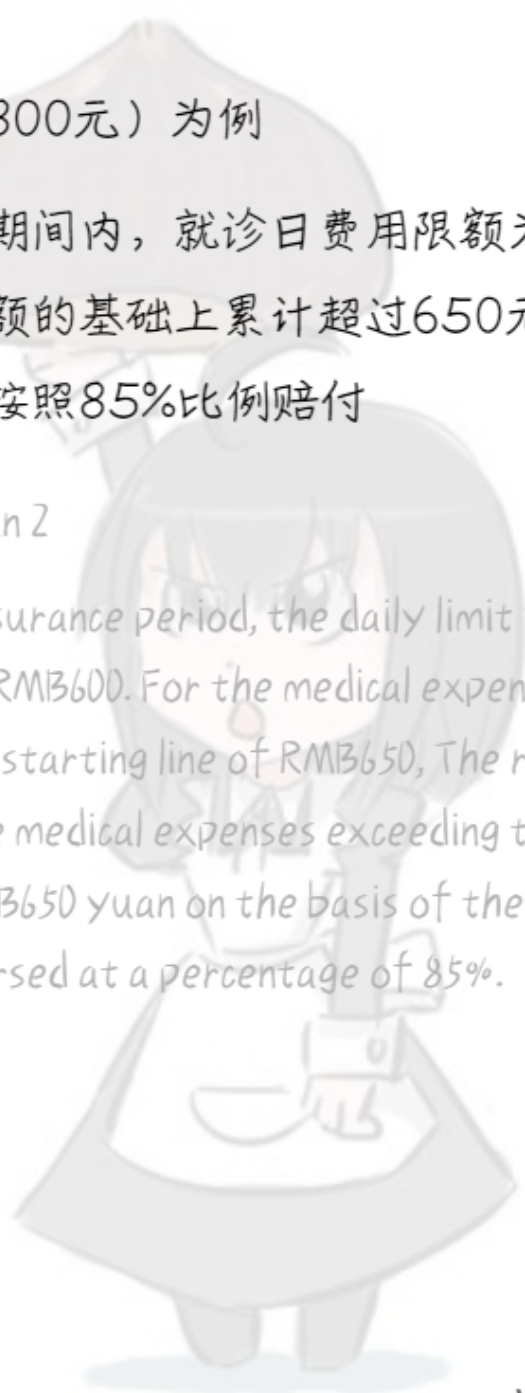 800元）为例
期间内，就诊日费用限额
额的基础上累计超过650元
按照85%比例赔付
n 2
surance period, the daily limit
RMB600. For the medical expen
starting line of RMB650, The r
e medical expenses exceeding t
B650 yuan on the basis of the
rsed at a percentage of 85%.